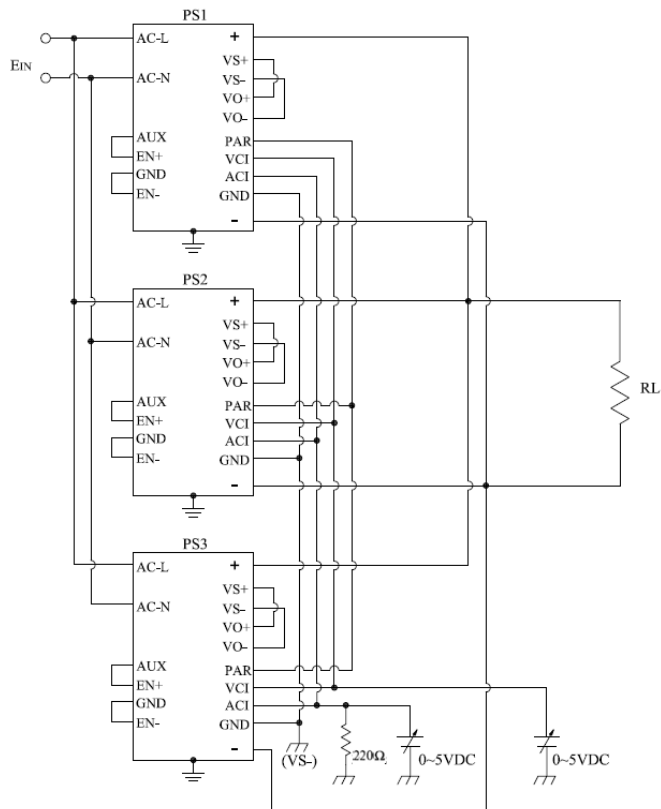 PS1
AC-L
+
EIN
AC-N
VS+
VS-
VO+
VO-
AUX
EN+
GND
EN-
PAR
VCI
ACI
GND
-
PS2
AC-L
+
AC-N
VS+
VS-
VO+
VO-
AUX
EN+
GND
EN-
PAR
VCI
ACI
GND
-
RL
PS3
AC-L
+
AC-N
VS+
VS-
VO+
VO-
AUX
EN+
GND
EN-
PAR
VCI
ACI
GND
-
(VS-)
220Ω
0~5VDC
0~5VDC